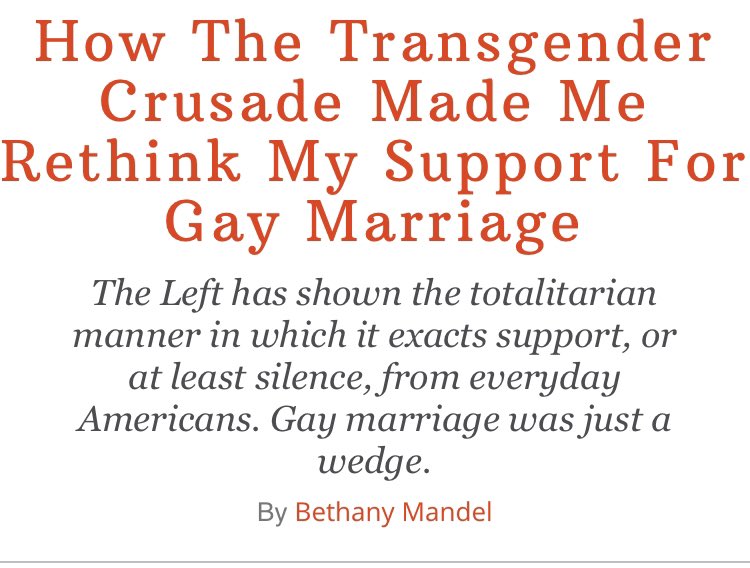 How The Transgender
Crusade Made Me
Rethink My Support For
Gay Marriage
The Left has shown the totalitarian
manner in which it exacts support, or
at least silence, from everyday
Americans. Gay marriage was just a
wedge.
By Bethany Mandel